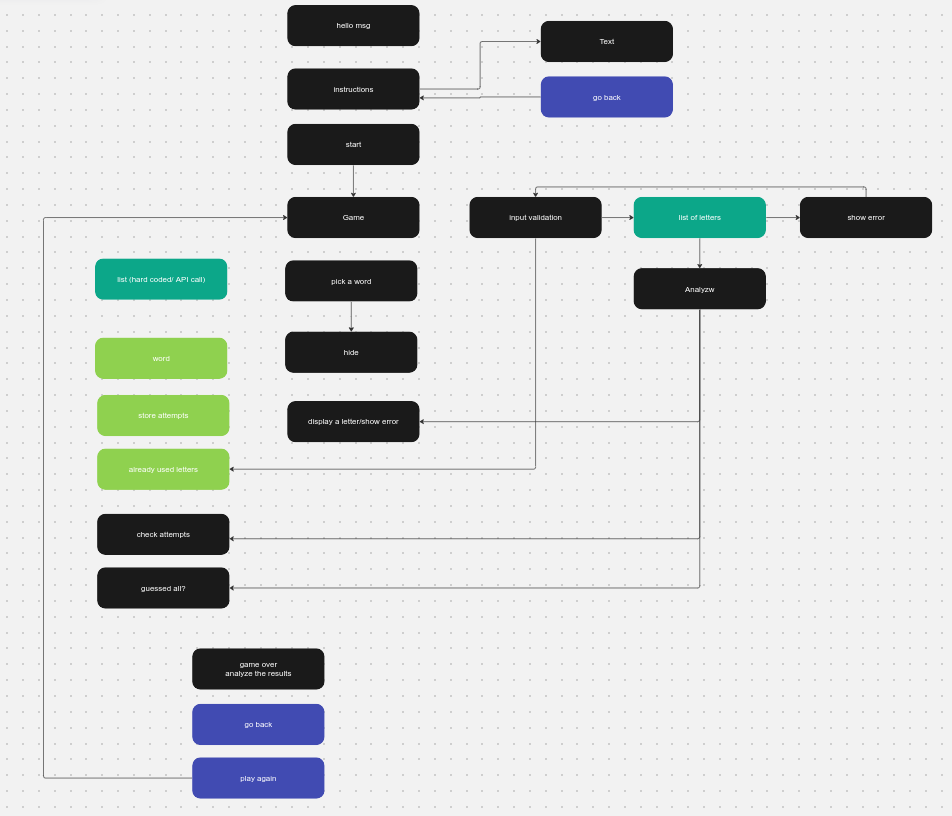 hello msg
Text
instructions
go back
start
Game
input validation
list of letters
show error
list (hard coded/ API call)
pick a word
Analyzw
word
hide
store attempts
display a letter/show error
already used letters
check attempts
guessed all?
game over
analyze the results
go back
play again